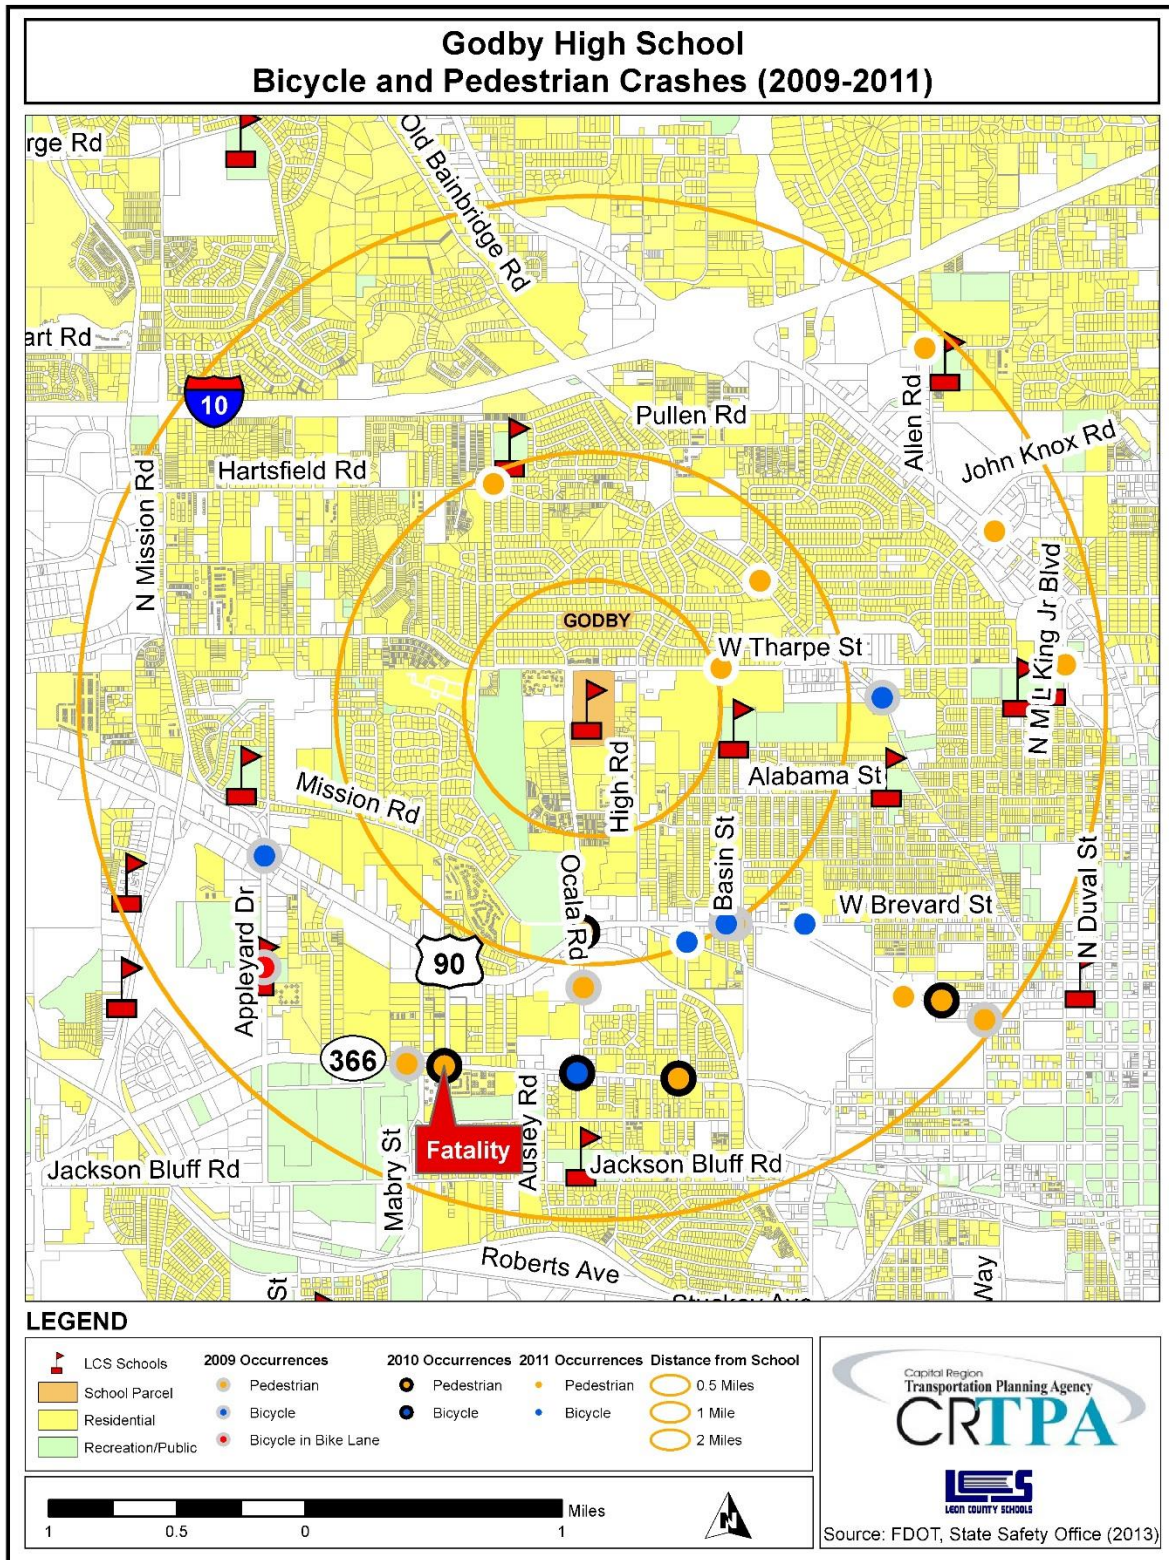 Godby High School
Bicycle and Pedestrian Crashes (2009-2011)
rge Rd
Old Bainbridge Rd
art Rd
10
Pullen Rd
Allen Rd
John Knox Rd
Hartsfield Rd
N Mission Rd
GODBY
W Tharpe St
N M L King Jr Blvd
High Rd
Alabama St
Mission Rd
Basin St
Ocala Rd
W Brevard St
N Duval St
Appleyard Dr
90
366
Fatality
Mabry St
Ausley Rd
Jackson Bluff Rd
Jackson Bluff Rd
Roberts Ave
St
Way
LEGEND
LCS Schools
School Parcel
Residential
Recreation/Public
2009 Occurrences
Pedestrian
Bicycle
Bicycle in Bike Lane
2010 Occurrences
Pedestrian
Bicycle
2011 Occurrences
Pedestrian
Bicycle
Distance from School
0.5 Miles
1 Mile
2 Miles
Miles
1 0.5 0 1
N
Capital Region
Transportation Planning Agency
CRTPA
LCS
LEON COUNTY SCHOOLS
Source: FDOT, State Safety Office (2013)